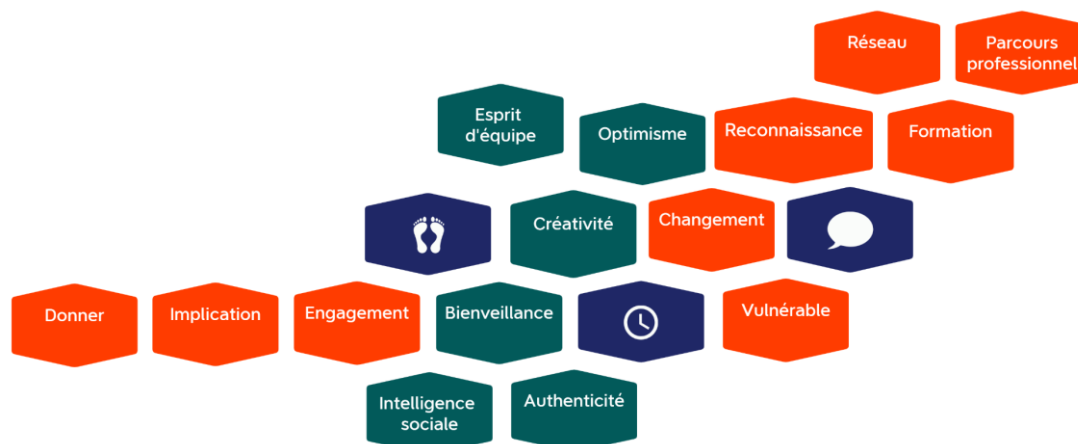 Réseau
Parcours
professionnel
Esprit
d'équipe
Optimisme
Reconnaissance
Formation
Créativité
Changement
Donner
Implication
Engagement
Bienveillance
Vulnérable
Intelligence
sociale
Authenticité